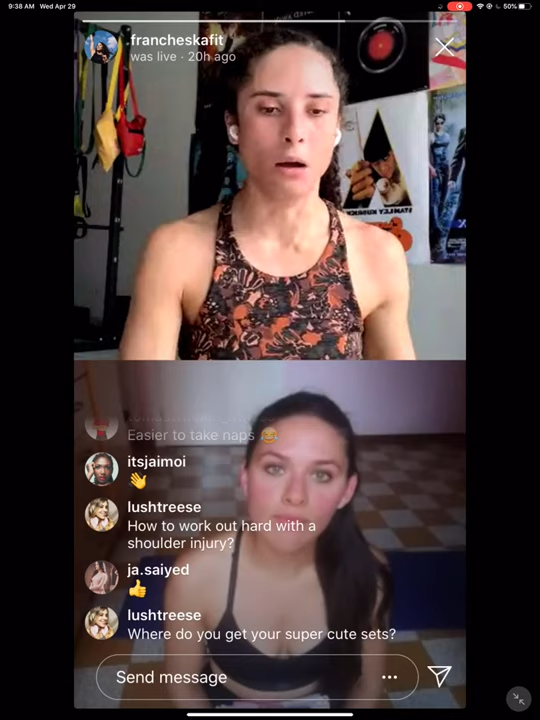 9:38 AM Wed Apr 29
50%
francheskafit
was live · 20h ago
STANLEY KUBRICK
Easier to take naps 😂
itsjaimoi
👋
lushtreese
How to work out hard with a
shoulder injury?
ja.saiyed
👍
lushtreese
Where do you get your super cute sets?
Send message